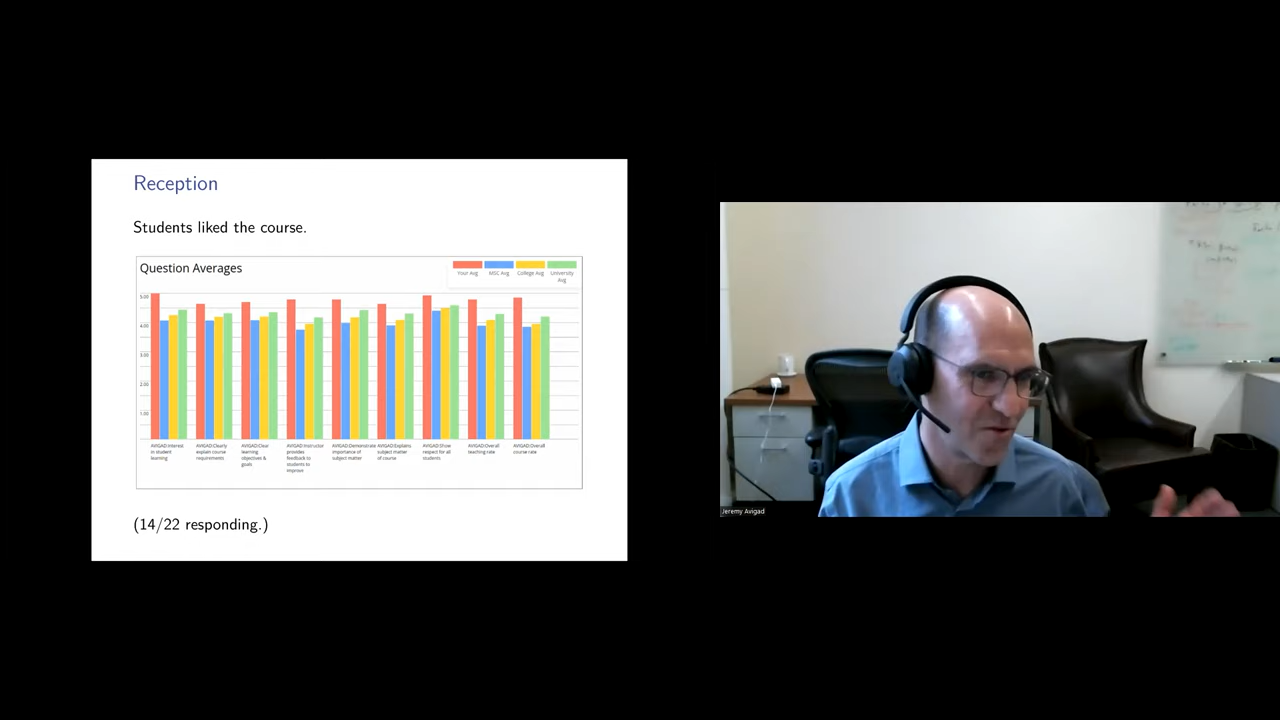 Reception
Students liked the course.
Question Averages
Your Avg
MSC Avg
College Avg
University
Avg
5.00
4.00
3.00
2.00
1.00
AVIGAD:Interest
in student
learning
AVIGAD:Clearly
explain course
requirements
AVIGAD:Clear
learning
objectives &
goals
AVIGAD:Instructor
provides
feedback to
students to
improve
AVIGAD:Demonstrate
importance of
subject matter
AVIGAD:Explains
subject matter
of course
AVIGAD:Show
respect for all
students
AVIGAD:Overall
teaching rate
AVIGAD:Overall
course rate
(14/22 responding.)
Jeremy Avigad